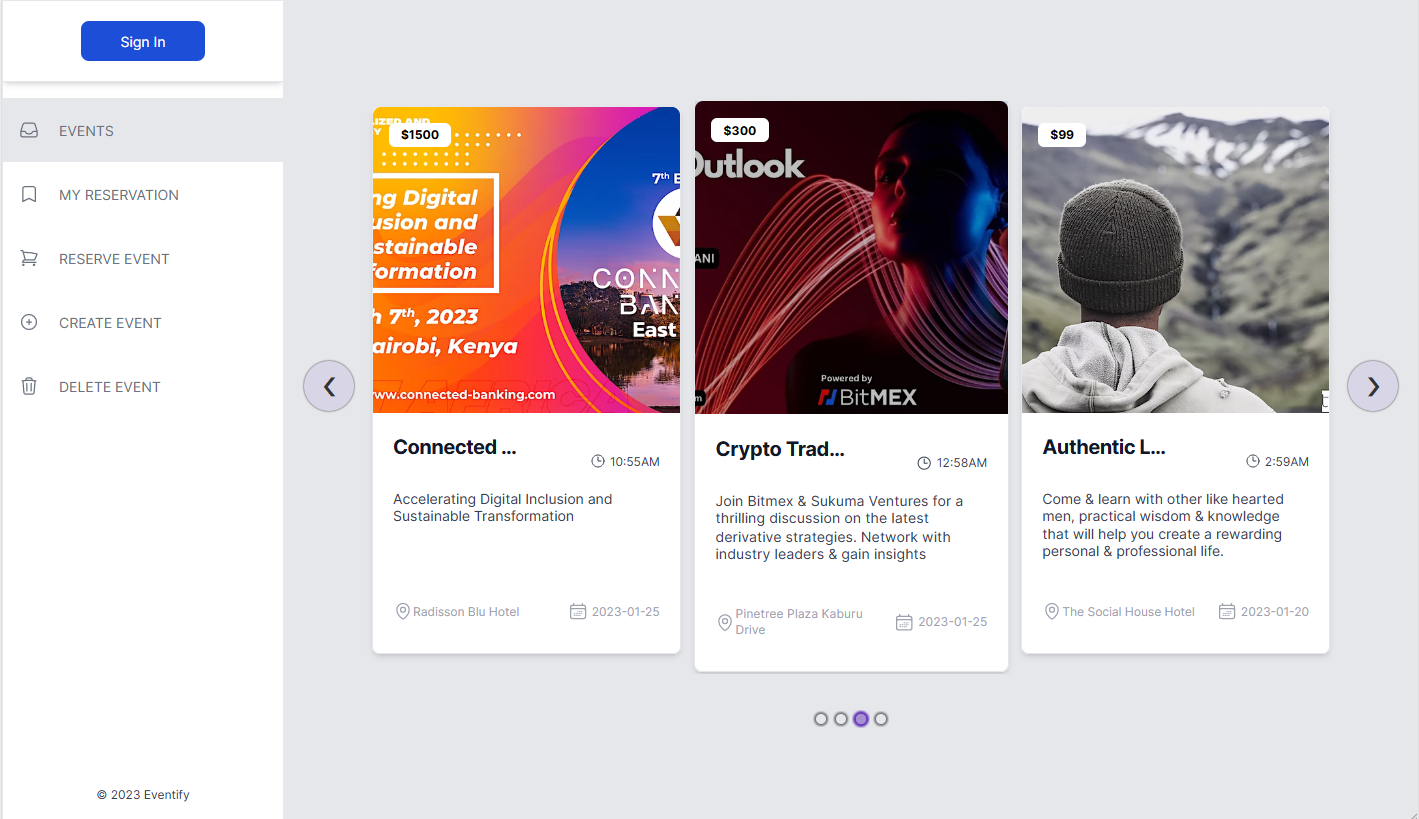 Sign In
EVENTS
MY RESERVATION
RESERVE EVENT
CREATE EVENT
DELETE EVENT
© 2023 Eventify
❮
IZED AND
Y
$1500
ng Digital
usion and
stainable
formation
h 7th, 2023
airobi, Kenya
www.connected-banking.com
7th E
CONN
BAN
East
Connected ...
10:55AM
Accelerating Digital Inclusion and
Sustainable Transformation
Radisson Blu Hotel
2023-01-25
$300
Outlook
ANI
m
Powered by
BitMEX
Crypto Trad...
12:58AM
Join Bitmex & Sukuma Ventures for a
thrilling discussion on the latest
derivative strategies. Network with
industry leaders & gain insights
Pinetree Plaza Kaburu
Drive
2023-01-25
$99
Authentic L...
2:59AM
Come & learn with other like hearted
men, practical wisdom & knowledge
that will help you create a rewarding
personal & professional life.
The Social House Hotel
2023-01-20
❯